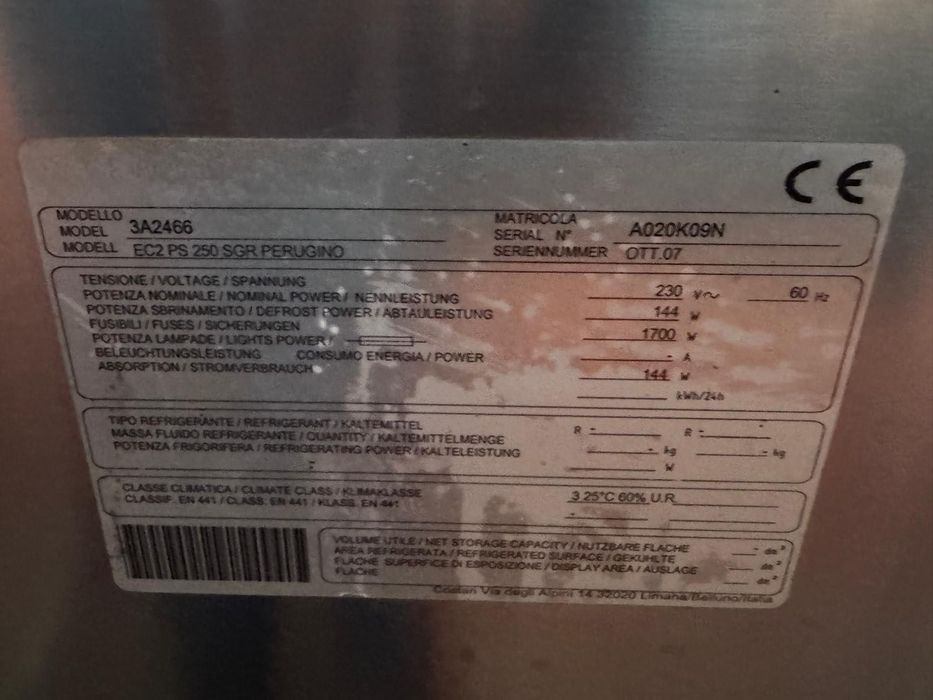 CE
MODELLO
MODEL 3A2466
MODELL EC2 PS 250 SGR PERUGINO
MATRICOLA
SERIAL N° A020K09N
SERIENNUMMER OTT.07
TENSIONE / VOLTAGE / SPANNUNG 230 V~ 60 Hz
POTENZA NOMINALE / NOMINAL POWER / NENNLEISTUNG 144 W
POTENZA SBRINAMENTO / DEFROST POWER / ABTAULEISTUNG 1700 W
FUSIBILI / FUSES / SICHERUNGEN - A
POTENZA LAMPADE / LIGHTS POWER / 144 W
BELEUCHTUNGSLEISTUNG CONSUMO ENERGIA / POWER
ABSORPTION / STROMVERBRAUCH kWh/24h
TIPO REFRIGERANTE / REFRIGERANT / KALTEMITTEL R - R -
MASSA FLUIDO REFRIGERANTE / QUANTITY / KALTEMITTELMENGE - kg - kg
POTENZA FRIGORIFERA / REFRIGERATING POWER / KALTELEISTUNG W
CLASSE CLIMATICA / CLIMATE CLASS / KLIMAKLASSE 3 25°C 60% U.R.
CLASSIF. EN 441 / CLASS. EN 441 / KLASS. EN 441 -
VOLUME UTILE / NET STORAGE CAPACITY / NUTZBARE FLACHE - dm³
AREA REFRIGERATA / REFRIGERATED SURFACE / GEKUHLTE
FLACHE SUPERFICE DI ESPOSIZIONE / DISPLAY AREA / AUSLAGE
FLACHE
Costan Via degli Alpini 14 32020 Limana/Belluno/Italia